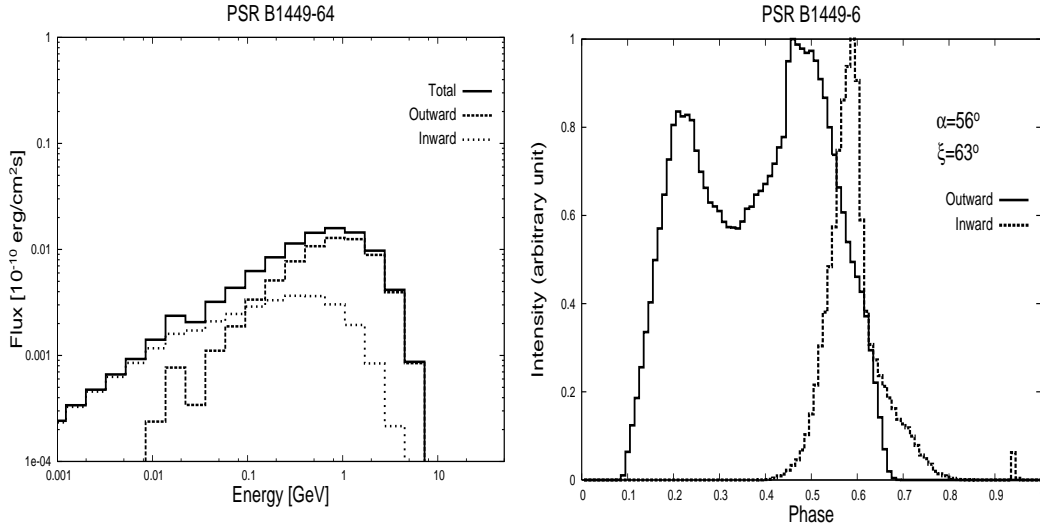 PSR B1449-64
Flux [10⁻¹⁰ erg/cm²s]
1
0.1
0.01
0.001
1e-04
Total
Outward
Inward
0.001
0.01
0.1
1
10
Energy [GeV]
PSR B1449-6
Intensity (arbitrary unit)
1
0.8
0.6
0.4
0.2
0
α=56º
ξ=63º
Outward
Inward
0
0.1
0.2
0.3
0.4
0.5
0.6
0.7
0.8
0.9
Phase